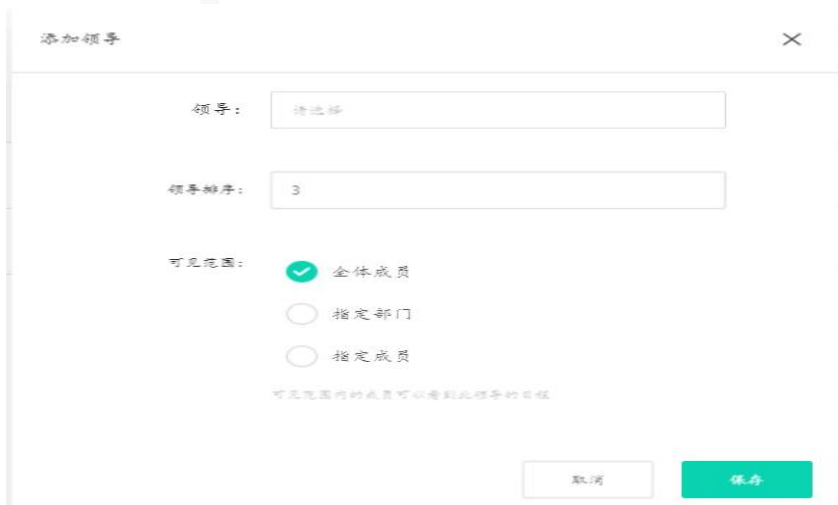 添加领导
领导：
请选择
领导排序：
3
可见范围：
全体成员
指定部门
指定成员
可见范围内的成员可以看到此领导的日程
取消
保存